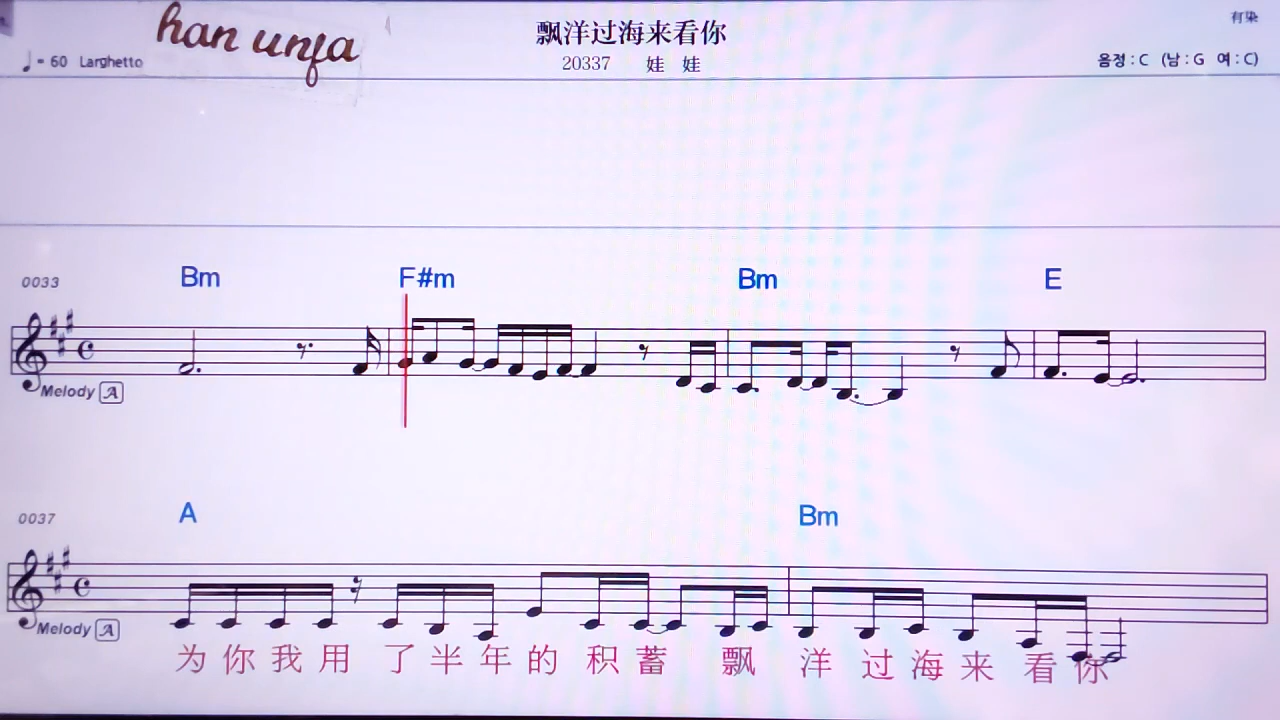 han unfa
飘洋过海来看你
有染
♩= 60 Larghetto
20337 娃 娃
음정 : C (남 : G 여 : C)
0033 Bm F#m Bm E
Melody A
0037 A Bm
Melody A
为你我用了半年的积蓄飘洋过海来看你